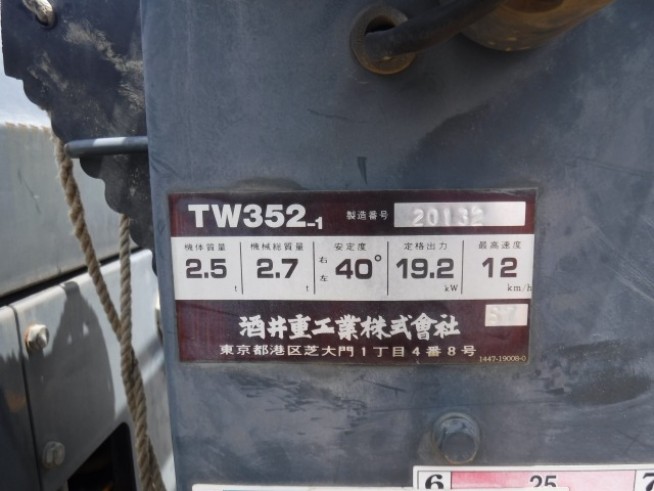 TW352-1 製造番号 20132
機体質量 機械総質量 安定度 定格出力 最高速度
2.5 t 2.7 t 右左 40° 19.2 kW 12 km/h
酒井重工業株式會社
東京都港区芝大門1丁目4番8号 1447-19008-0
6 25 7